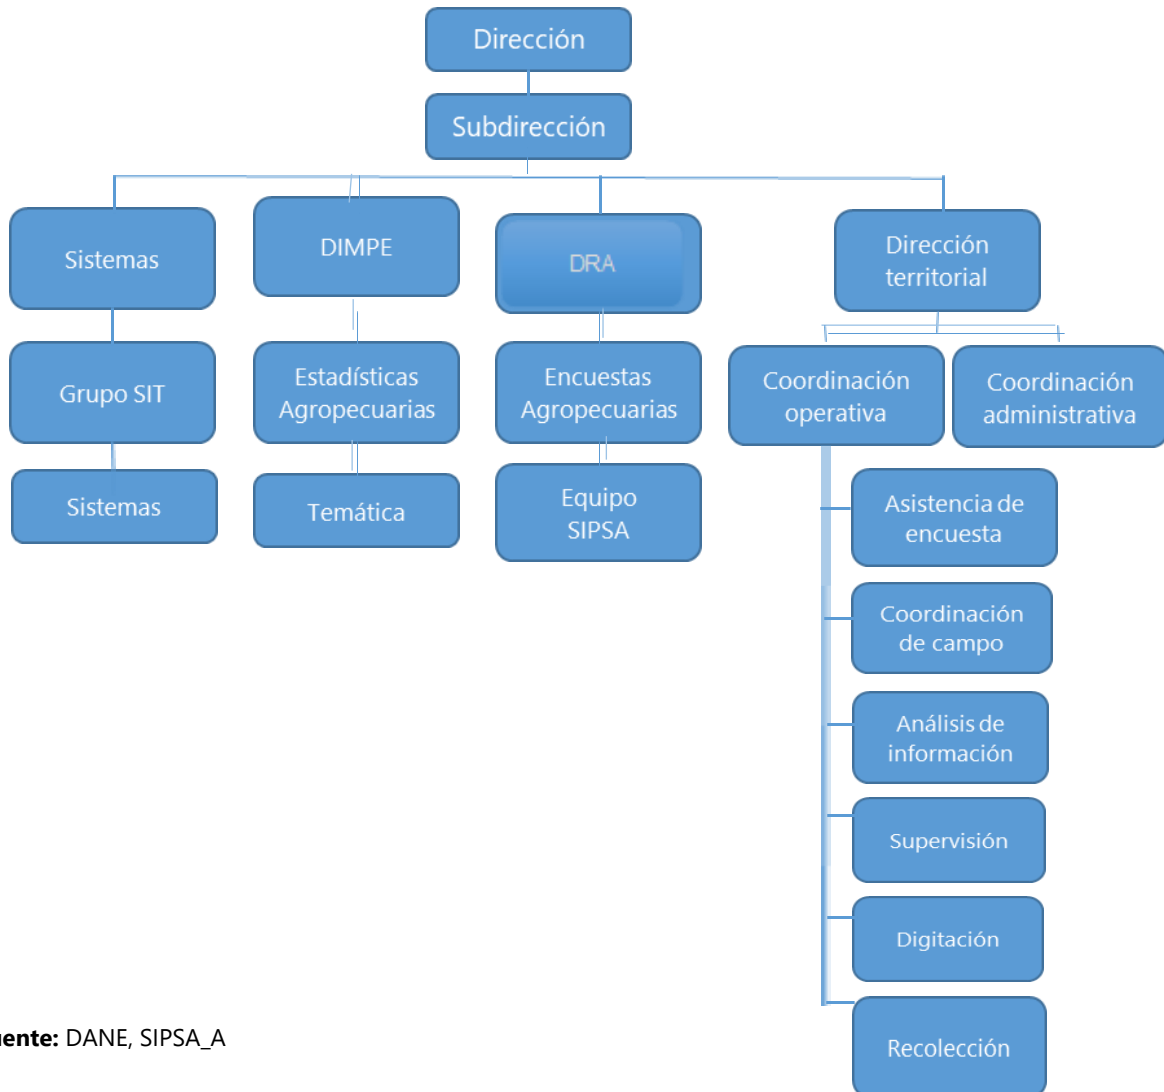 Dirección
Subdirección
Sistemas
DIMPE
DRA
Dirección
territorial
Grupo SIT
Estadísticas
Agropecuarias
Encuestas
Agropecuarias
Coordinación
operativa
Coordinación
administrativa
Sistemas
Temática
Equipo
SIPSA
Asistencia de
encuesta
Coordinación
de campo
Análisis de
información
Supervisión
Digitación
Recolección
uente: DANE, SIPSA_A